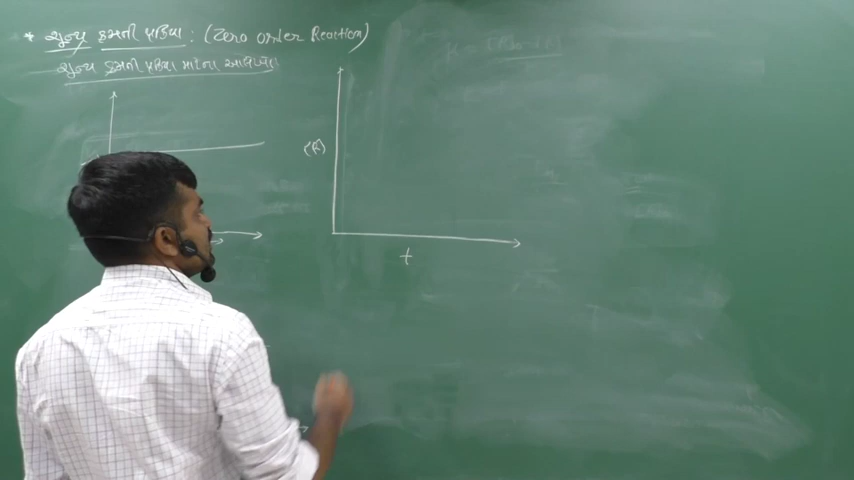 * શૂન્ય ક્રમની પ્રક્રિયા : (Zero order Reaction)
શૂન્ય ક્રમની પ્રક્રિયા માટેના આલેખો
(R)
t